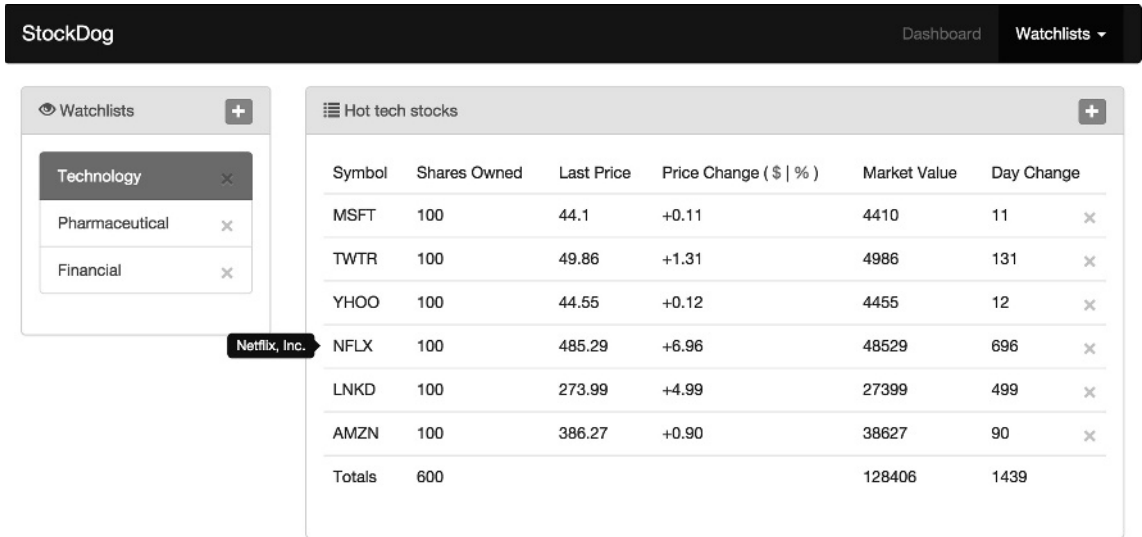 StockDog Dashboard Watchlists
Watchlists
Technology
Pharmaceutical
Financial
Hot tech stocks
Symbol Shares Owned Last Price Price Change ( $ | % ) Market Value Day Change
MSFT 100 44.1 +0.11 4410 11
TWTR 100 49.86 +1.31 4986 131
YHOO 100 44.55 +0.12 4455 12
Netflix, Inc. NFLX 100 485.29 +6.96 48529 696
LNKD 100 273.99 +4.99 27399 499
AMZN 100 386.27 +0.90 38627 90
Totals 600 128406 1439